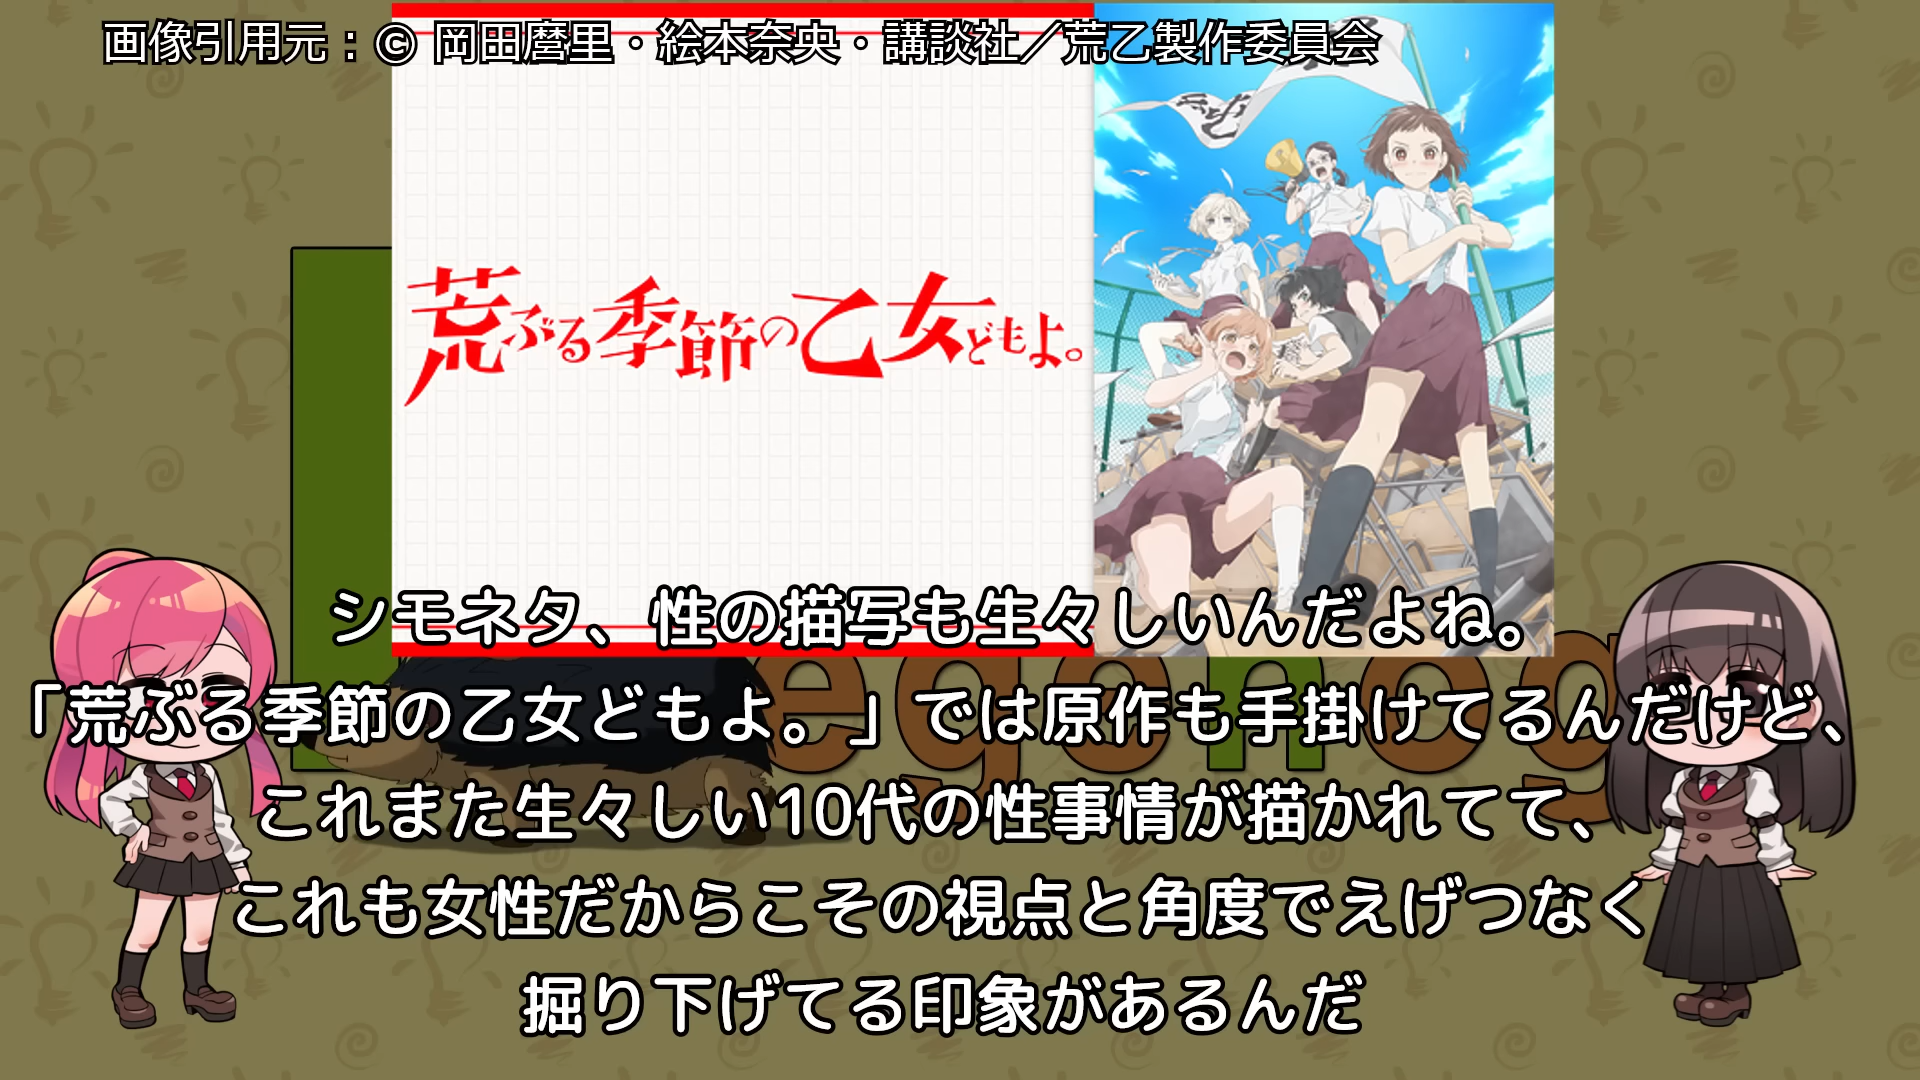 画像引用元：© 岡田麿里・絵本奈央・講談社／荒乙製作委員会
荒ぶる季節の乙女どもよ。
シモネタ、性の描写も生々しいんだよね。
「荒ぶる季節の乙女どもよ。」では原作も手掛けてるんだけど、
これまた生々しい10代の性事情が描かれてて、
これも女性だからこその視点と角度でえげつなく
掘り下げてる印象があるんだ
egonog